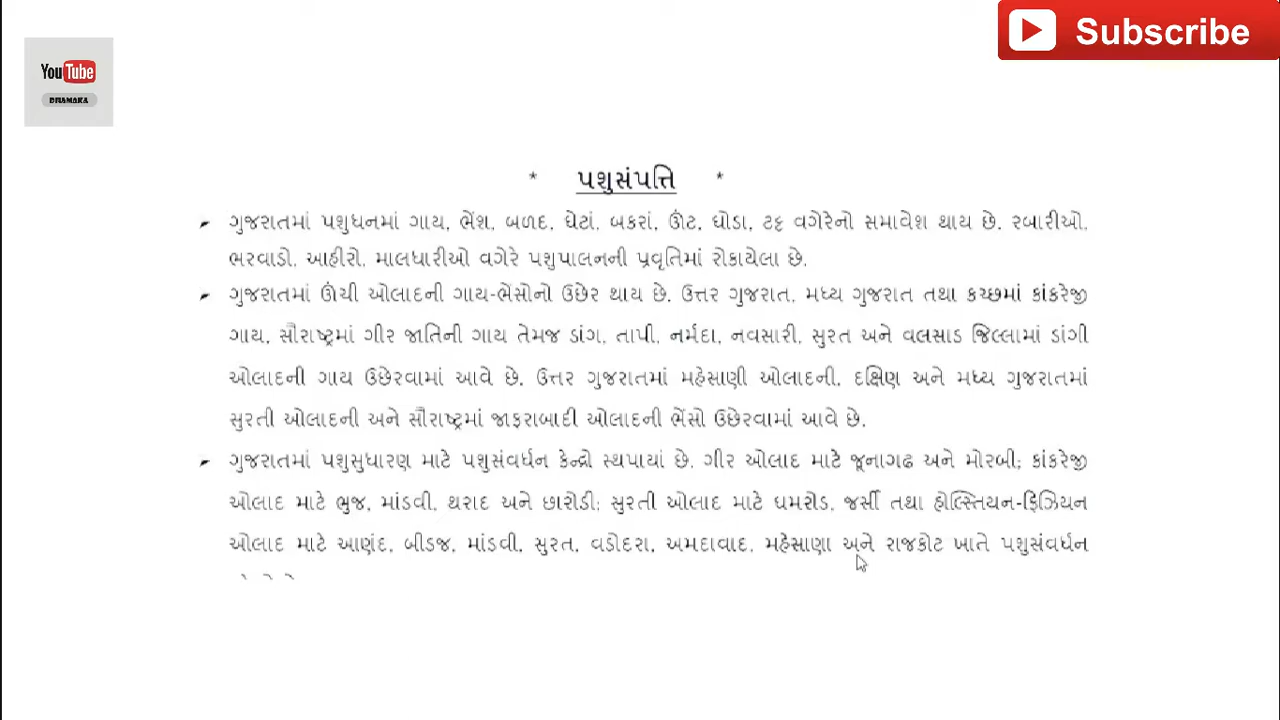 Subscribe
YouTube
DHAMAKA
* પશુસંપત્તિ *
ગુજરાતમાં પશુધનમાં ગાય, ભેંશ, બળદ, ઘેટાં, બકરાં, ઊંટ, ઘોડા, ટટ્ટુ વગેરેનો સમાવેશ થાય છે. રબારીઓ,
ભરવાડો, આહીરો, માલધારીઓ વગેરે પશુપાલનની પ્રવૃતિમાં રોકાયેલા છે.
ગુજરાતમાં ઊંચી ઓલાદની ગાય-ભેંસોનો ઉછેર થાય છે. ઉત્તર ગુજરાત, મધ્ય ગુજરાત તથા કચ્છમાં કાંકરેજી
ગાય, સૌરાષ્ટ્રમાં ગીર જાતિની ગાય તેમજ ડાંગ, તાપી, નર્મદા, નવસારી, સુરત અને વલસાડ જિલ્લામાં ડાંગી
ઓલાદની ગાય ઉછેરવામાં આવે છે. ઉત્તર ગુજરાતમાં મહેસાણી ઓલાદની, દક્ષિણ અને મધ્ય ગુજરાતમાં
સુરતી ઓલાદની અને સૌરાષ્ટ્રમાં જાફરાબાદી ઓલાદની ભેંસો ઉછેરવામાં આવે છે.
ગુજરાતમાં પશુસુધારણ માટે પશુસંવર્ધન કેન્દ્રો સ્થપાયાં છે. ગીર ઓલાદ માટે જૂનાગઢ અને મોરબી; કાંકરેજી
ઓલાદ માટે ભુજ, માંડવી, થરાદ અને છારોડી; સુરતી ઓલાદ માટે ધમરોડ, જર્સી તથા હોલ્સ્તિયન-ફ્રિઝિયન
ઓલાદ માટે આણંદ, બીડજ, માંડવી, સુરત, વડોદરા, અમદાવાદ, મહેસાણા અને રાજકોટ ખાતે પશુસંવર્ધન